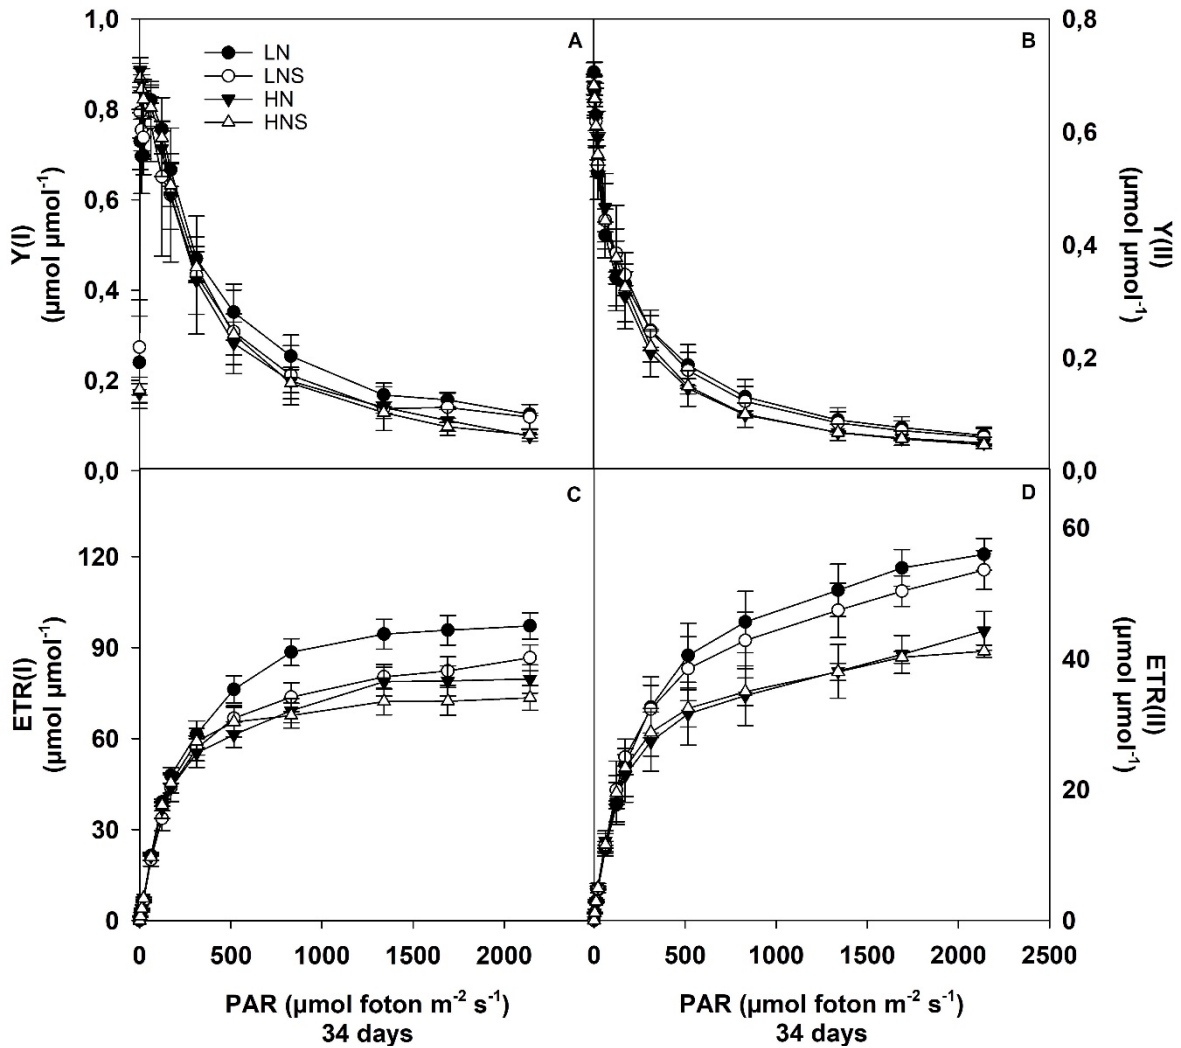 1,0
0,8
0,6
0,4
0,2
0,0
Y(I)
(µmol µmol⁻¹)
A
LN
LNS
HN
HNS
B
0,8
0,6
0,4
0,2
0,0
Y(II)
(µmol µmol⁻¹)
120
90
60
30
0
ETR(I)
(µmol µmol⁻¹)
C
D
60
40
20
0
ETR(II)
(µmol µmol⁻¹)
0 500 1000 1500 2000
0 500 1000 1500 2000 2500
PAR (µmol foton m⁻² s⁻¹)
34 days
PAR (µmol foton m⁻² s⁻¹)
34 days